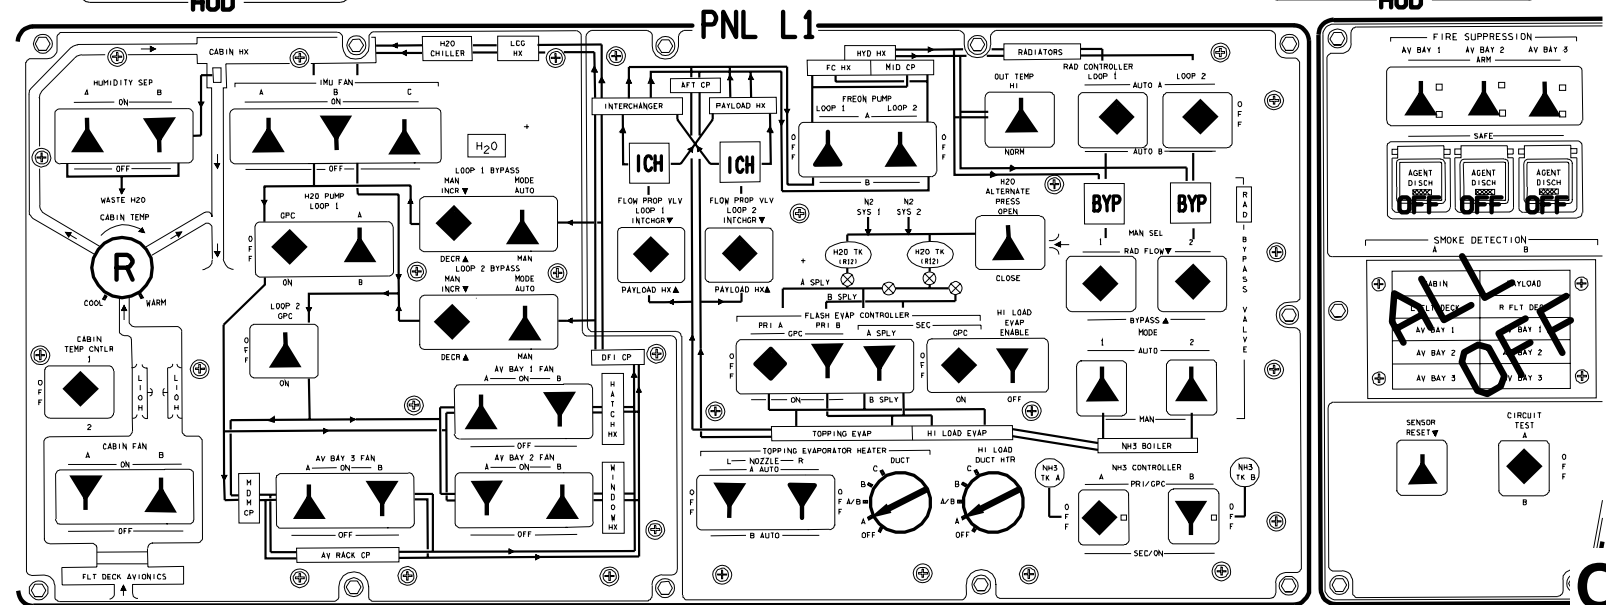 HUD
HUD
PNL L1
CABIN HX
H2O CHILLER
LCG HX
HUMIDITY SEP
A B
ON
OFF
WASTE H2O
CABIN TEMP
R
COOL WARM
CABIN TEMP CNTLR
1
OFF
2
LIOH
LIOH
CABIN FAN
A B
ON
OFF
FLT DECK AVIONICS
IMU FAN
A B C
ON
OFF
H2O
H2O PUMP
LOOP 1
GPC A
OFF
ON B
LOOP 2
GPC
OFF
ON
LOOP 1 BYPASS
MAN INCR▼
MODE AUTO
DECR▲ MAN
LOOP 2 BYPASS
MAN INCR▼
MODE AUTO
DECR▲ MAN
AV BAY 1 FAN
A ON B
OFF
HATCH HX
AV BAY 3 FAN
A ON B
OFF
AV BAY 2 FAN
A ON B
OFF
WINDOW HX
MDM CP
AV RACK CP
DFI CP
INTERCHANGER
AFT CP
PAYLOAD HX
ICH
ICH
FLOW PROP VLV
LOOP 1
INTCHGR▼
PAYLOAD HX▲
FLOW PROP VLV
LOOP 2
INTCHGR▼
PAYLOAD HX▲
HYD HX
FC HX
MID CP
FREON PUMP
LOOP 1 LOOP 2
A
OFF
OFF
B
RADIATORS
OUT TEMP
HI
NORM
RAD CONTROLLER
LOOP 1 LOOP 2
AUTO A
OFF
AUTO B
N2 SYS 1
N2 SYS 2
H2O ALTERNATE PRESS
OPEN
CLOSE
H2O TK
H2O TK
A SPLY
B SPLY
BYP
BYP
MAN SEL
1 2
RAD FLOW▼
BYPASS▲
MODE
1 AUTO 2
MAN
RAD BYPASS VALVE
FLASH EVAP CONTROLLER
PRI A PRI B SEC
GPC A SPLY GPC
OFF
OFF
ON B SPLY ON
HI LOAD EVAP
ENABLE
OFF
TOPPING EVAP
HI LOAD EVAP
NH3 BOILER
TOPPING EVAPORATOR HEATER
L NOZZLE R
A AUTO
OFF
OFF
B AUTO
DUCT
C
B
A/B
A
OFF
HI LOAD DUCT HTR
C
B
A/B
A
OFF
NH3 TK A
NH3 CONTROLLER
A B
PRI/GPC
OFF
OFF
SEC/ON
NH3 TK B
FIRE SUPPRESSION
AV BAY 1 AV BAY 2 AV BAY 3
ARM
SAFE
AGENT DISCH
AGENT DISCH
AGENT DISCH
OFF OFF OFF
SMOKE DETECTION
A B
CABIN PAYLOAD
L FLT DECK R FLT DECK
AV BAY 1 AV BAY 1
AV BAY 2 AV BAY 2
AV BAY 3 AV BAY 3
ALL OFF
SENSOR
RESET▼
CIRCUIT TEST
A
OFF
B